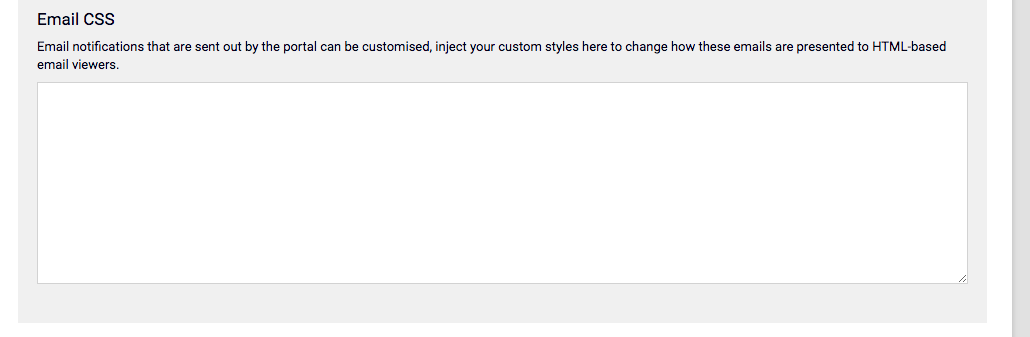 Email CSS
Email notifications that are sent out by the portal can be customised, inject your custom styles here to change how these emails are presented to HTML-based
email viewers.